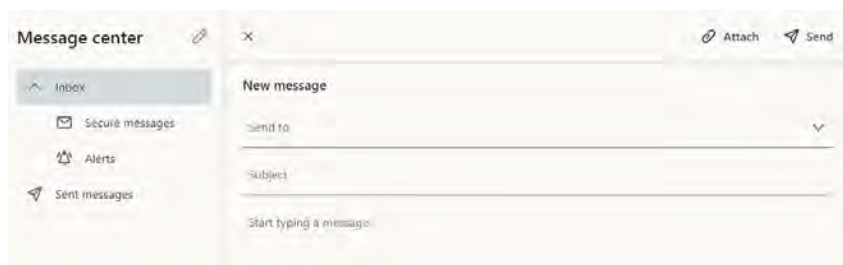 Message center
Attach
Send
Inbox
Secure messages
Alerts
Sent messages
New message
Send to
Subject
Start typing a message